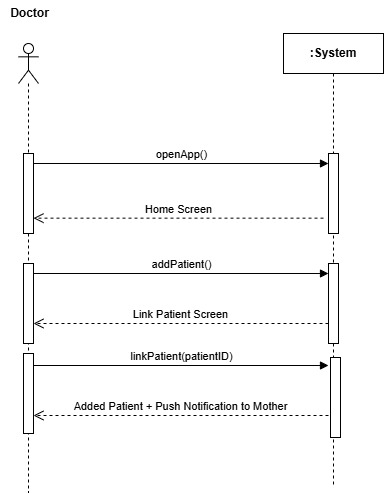 Doctor
:System
openApp()
Home Screen
addPatient()
Link Patient Screen
linkPatient(patientID)
Added Patient + Push Notification to Mother